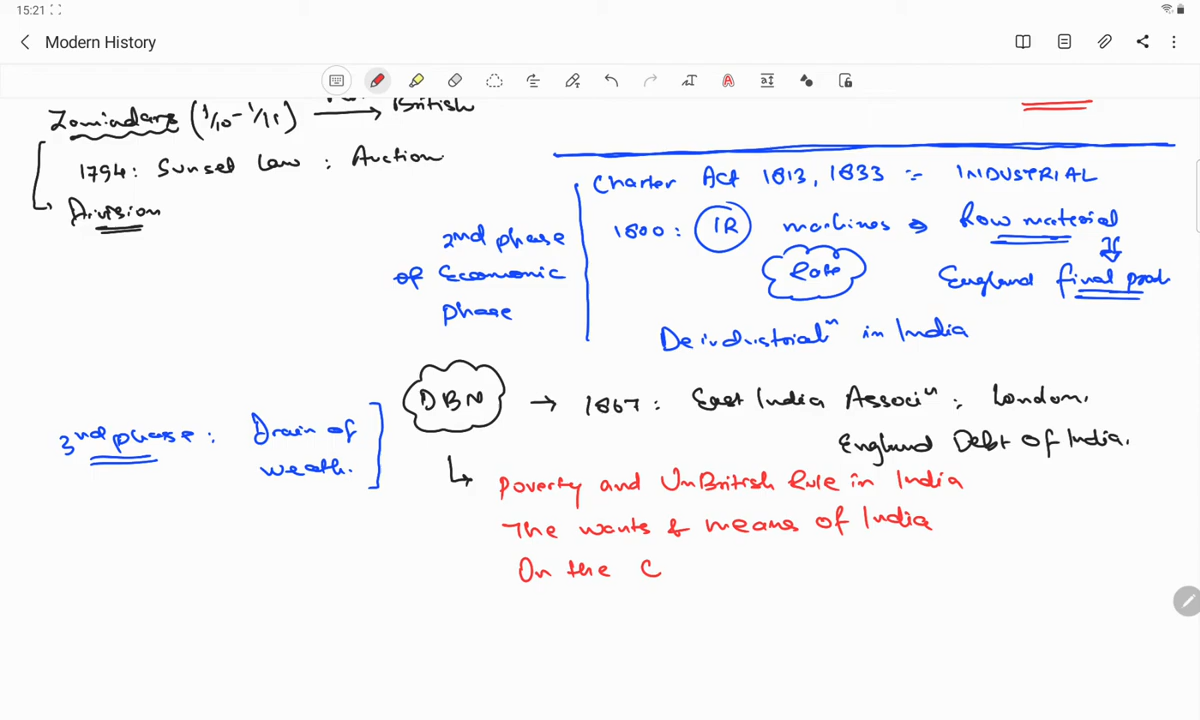 15:21
Modern History
Zamindars (1/10 - 1/11) → British
1794: Sunset Law : Auction
Division
Charter Act 1813, 1833 :- INDUSTRIAL
1800: IR machines → Raw material
Rate
England final prod
Deindustrialⁿ in India
2nd phase
of Economic
phase
3rd phase: Drain of
wealth.
DBN → 1867: East India Associⁿ: London.
England Debt of India.
Poverty and UnBritish Rule in India
The wants & means of India
On the C